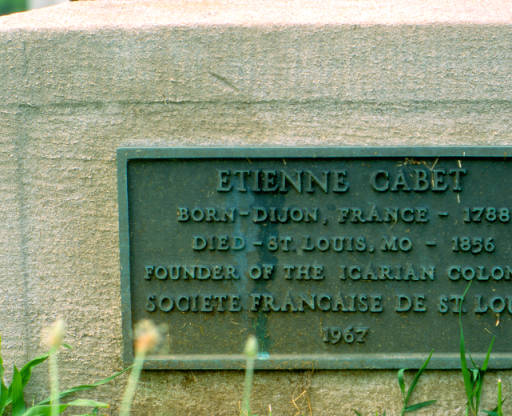 ETIENNE CABET
BORN-DIJON, FRANCE - 1788
DIED-ST. LOUIS, MO - 1856
FOUNDER OF THE ICARIAN COLON
SOCIETE FRANCAISE DE ST LOU
1967